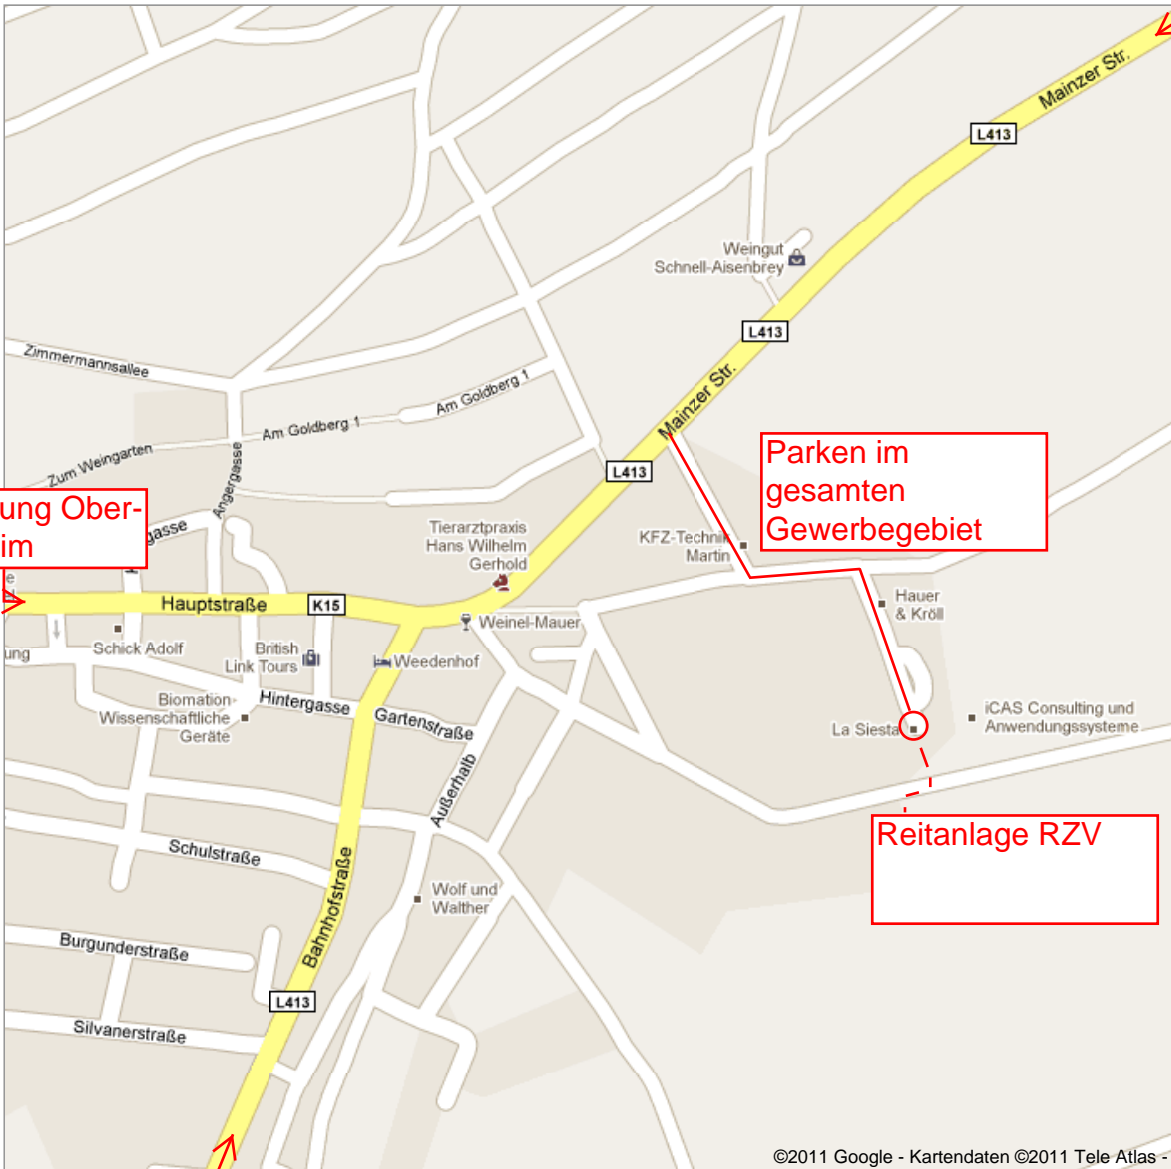 Mainzer Str.
L413
Weingut
Schnell-Aisenbrey
L413
Zimmermannsallee
Mainzer Str.
Am Goldberg 1
Am Goldberg 1
Zum Weingarten
Angergasse
L413
Parken im
gesamten
Gewerbegebiet
ung Ober-
im
gasse
Tierarztpraxis
Hans Wilhelm
Gerhold
KFZ-Technik
Martin
e
Hauptstraße
K15
Weinel-Mauer
Hauer
& Kröll
Schick Adolf
ung
British
Link Tours
Weedenhof
Biomation
Wissenschaftliche
Geräte
Hintergasse
Gartenstraße
La Siesta
iCAS Consulting und
Anwendungssysteme
Außerhalb
Reitanlage RZV
Schulstraße
Bahnhofstraße
Wolf und
Walther
Burgunderstraße
L413
Silvanerstraße
©2011 Google - Kartendaten ©2011 Tele Atlas -